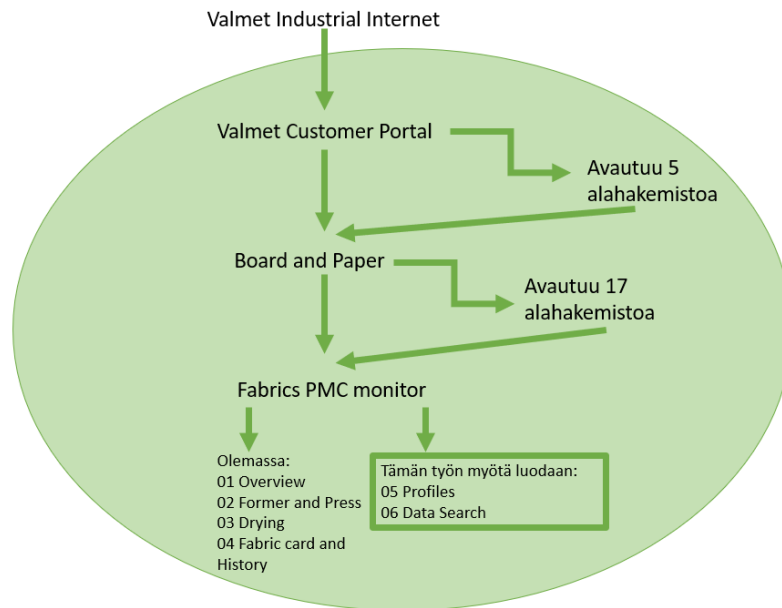 Valmet Industrial Internet
Valmet Customer Portal
Avautuu 5
alahakemistoa
Board and Paper
Avautuu 17
alahakemistoa
Fabrics PMC monitor
Olemassa:
01 Overview
02 Former and Press
03 Drying
04 Fabric card and
History
Tämän työn myötä luodaan:
05 Profiles
06 Data Search